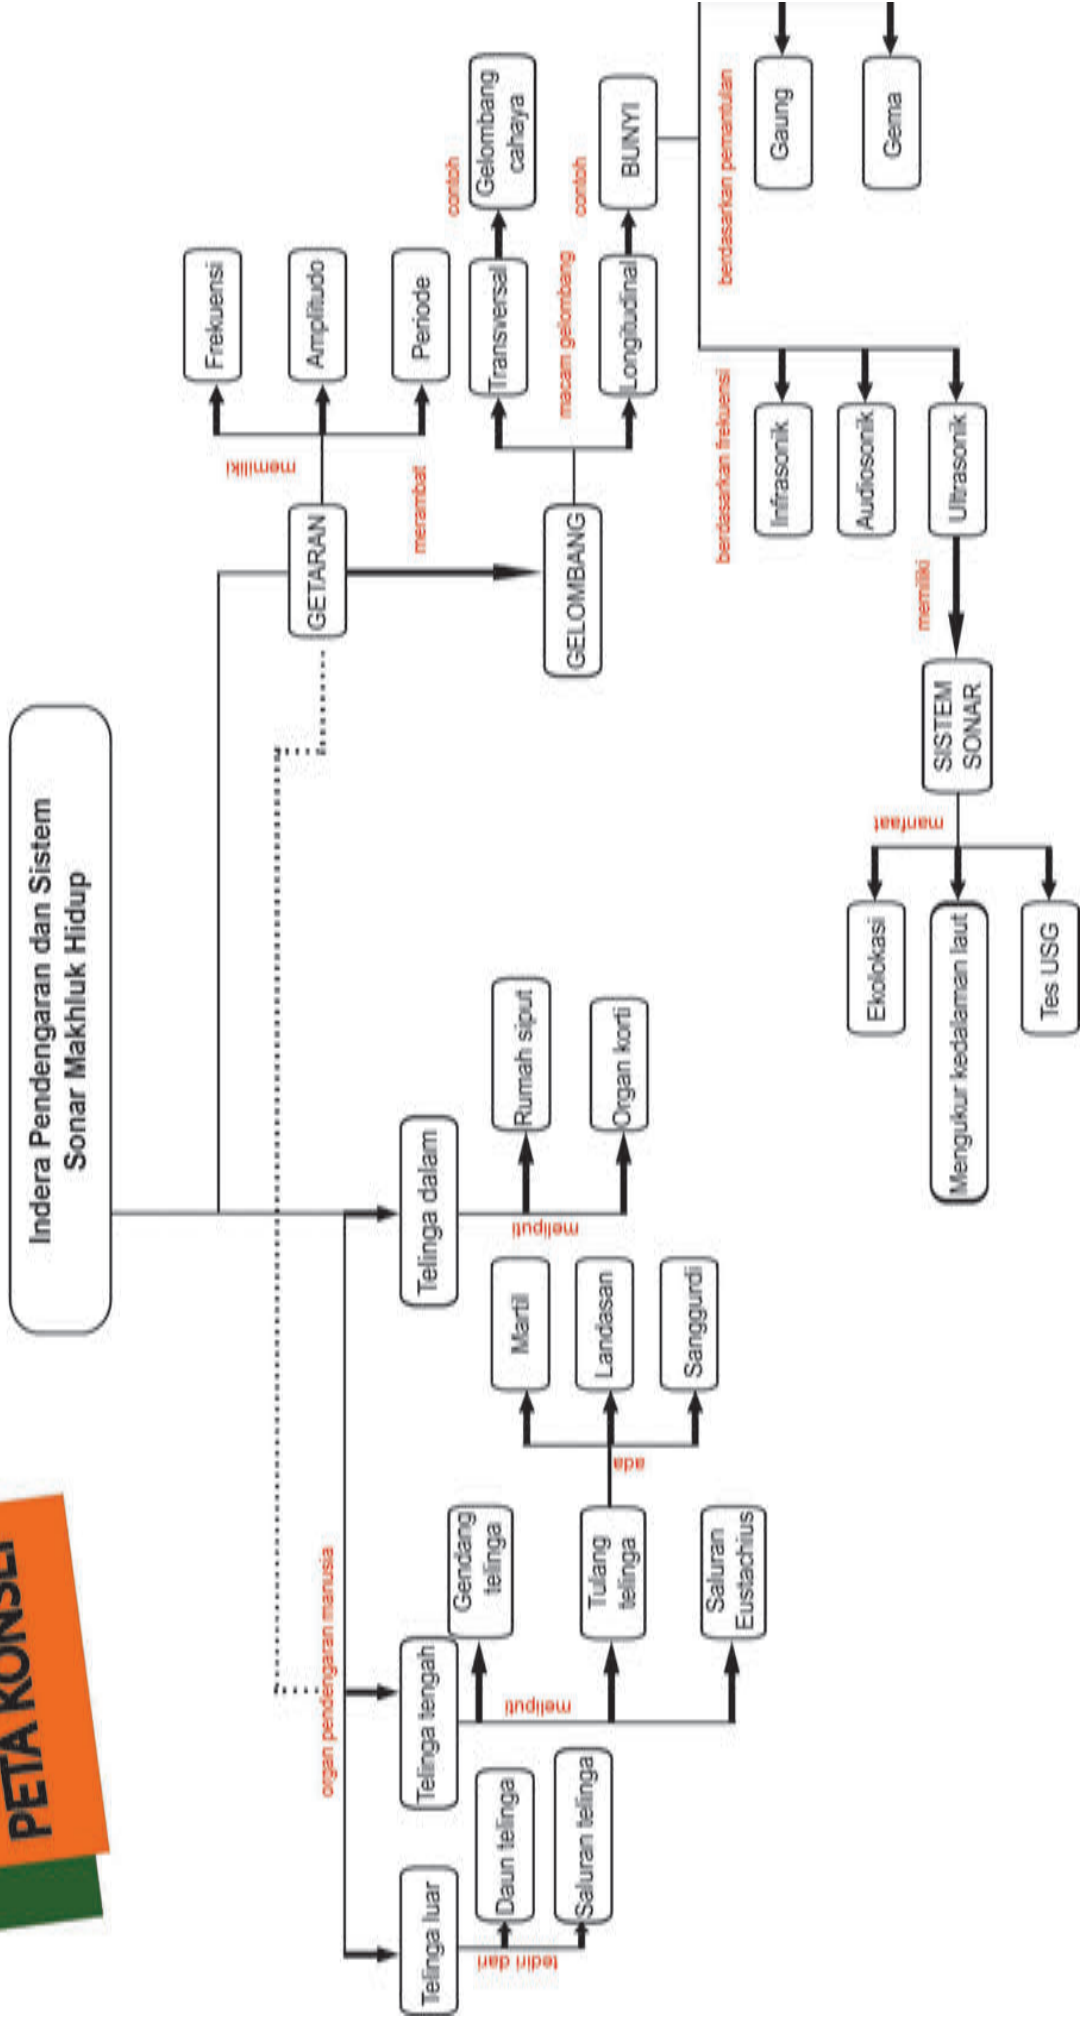 PETA KONSEP
Indera Pendengaran dan Sistem
Sonar Makhluk Hidup
organ pendengaran manusia
Telinga luar
tediri dari
Daun telinga
Saluran telinga
Telinga tengah
meliputi
Gendang
telinga
Tulang
telinga
Saluran
Eustachius
ada
Martil
Landasan
Sanggurdi
Telinga dalam
meliputi
Rumah siput
Organ korti
GETARAN
memiliki
Frekuensi
Amplitudo
Periode
merambat
GELOMBANG
macam gelombang
Transversal
contoh
Gelombang
cahaya
Longitudinal
contoh
BUNYI
berdasarkan frekuensi
Infrasonik
Audiosonik
Ultrasonik
berdasarkan pemantulan
Gaung
Gema
memiliki
SISTEM
SONAR
manfaat
Ekolokasi
Mengukur kedalaman laut
Tes USG